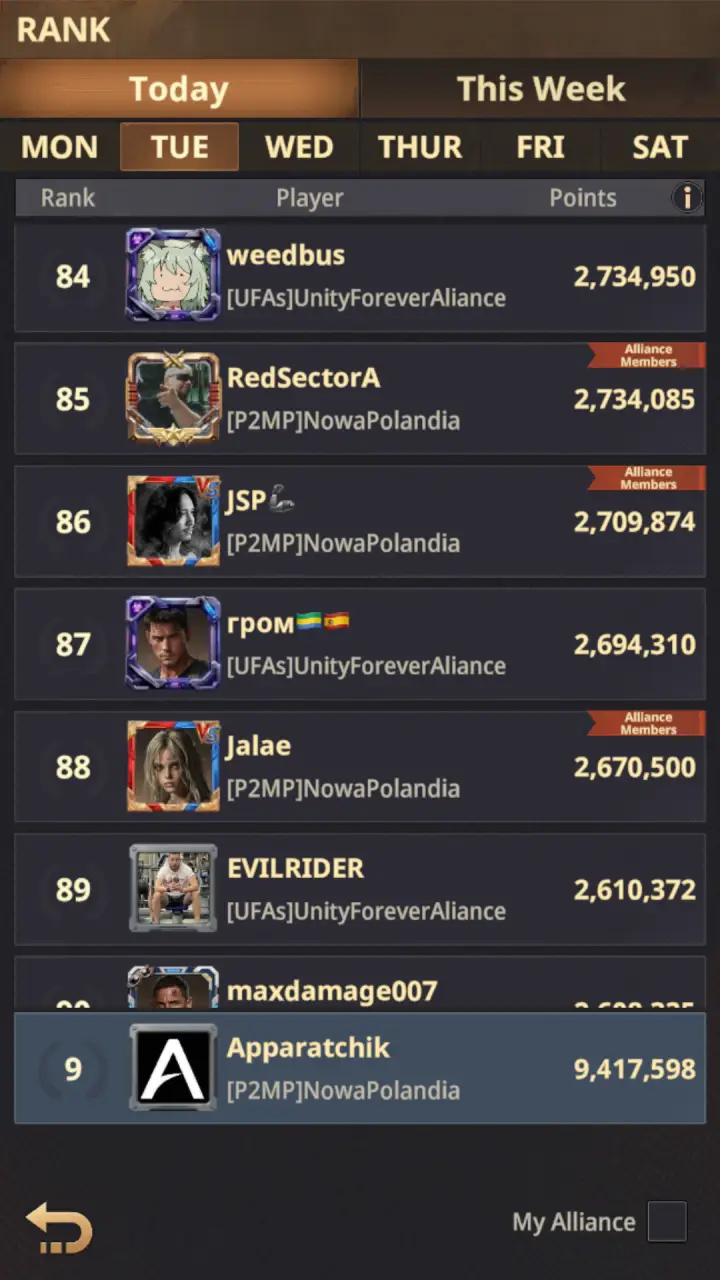 RANK
Today
This Week
MON
TUE
WED
THUR
FRI
SAT
Rank
Player
Points
84
weedbus
[UFAs]UnityForeverAliance
2,734,950
85
RedSectorA
[P2MP]NowaPolandia
Alliance
Members
2,734,085
86
JSP🦾
[P2MP]NowaPolandia
Alliance
Members
2,709,874
87
гром🇬🇦🇪🇸
[UFAs]UnityForeverAliance
2,694,310
88
Jalae
[P2MP]NowaPolandia
Alliance
Members
2,670,500
89
EVILRIDER
[UFAs]UnityForeverAliance
2,610,372
maxdamage007
9
Apparatchik
[P2MP]NowaPolandia
9,417,598
My Alliance